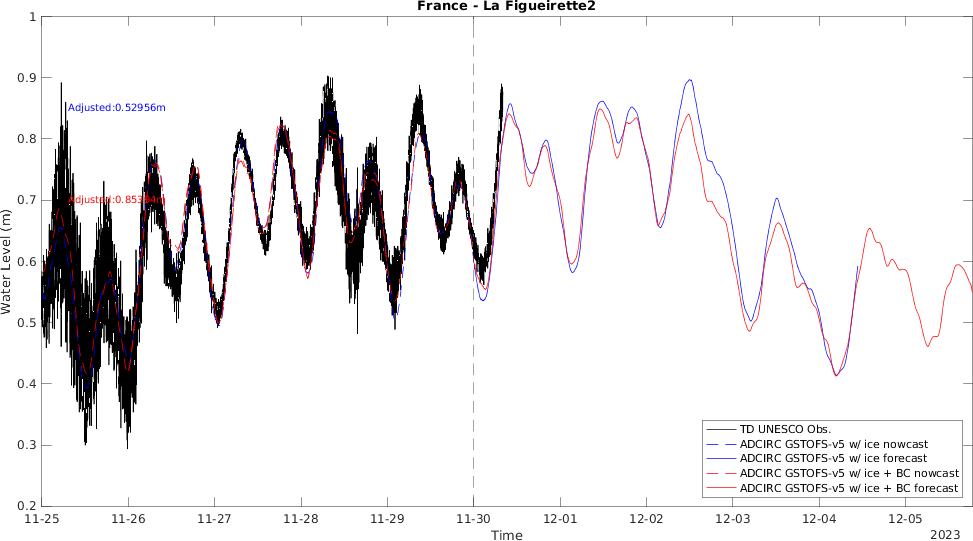 France - La Figueirette2
Water Level (m)
1
0.9
0.8
0.7
0.6
0.5
0.4
0.3
0.2
Adjusted:0.52956m
11-25
11-26
11-27
11-28
11-29
11-30
12-01
12-02
12-03
12-04
12-05
Time
2023
TD UNESCO Obs.
ADCIRC GSTOFS-v5 w/ ice nowcast
ADCIRC GSTOFS-v5 w/ ice forecast
ADCIRC GSTOFS-v5 w/ ice + BC nowcast
ADCIRC GSTOFS-v5 w/ ice + BC forecast